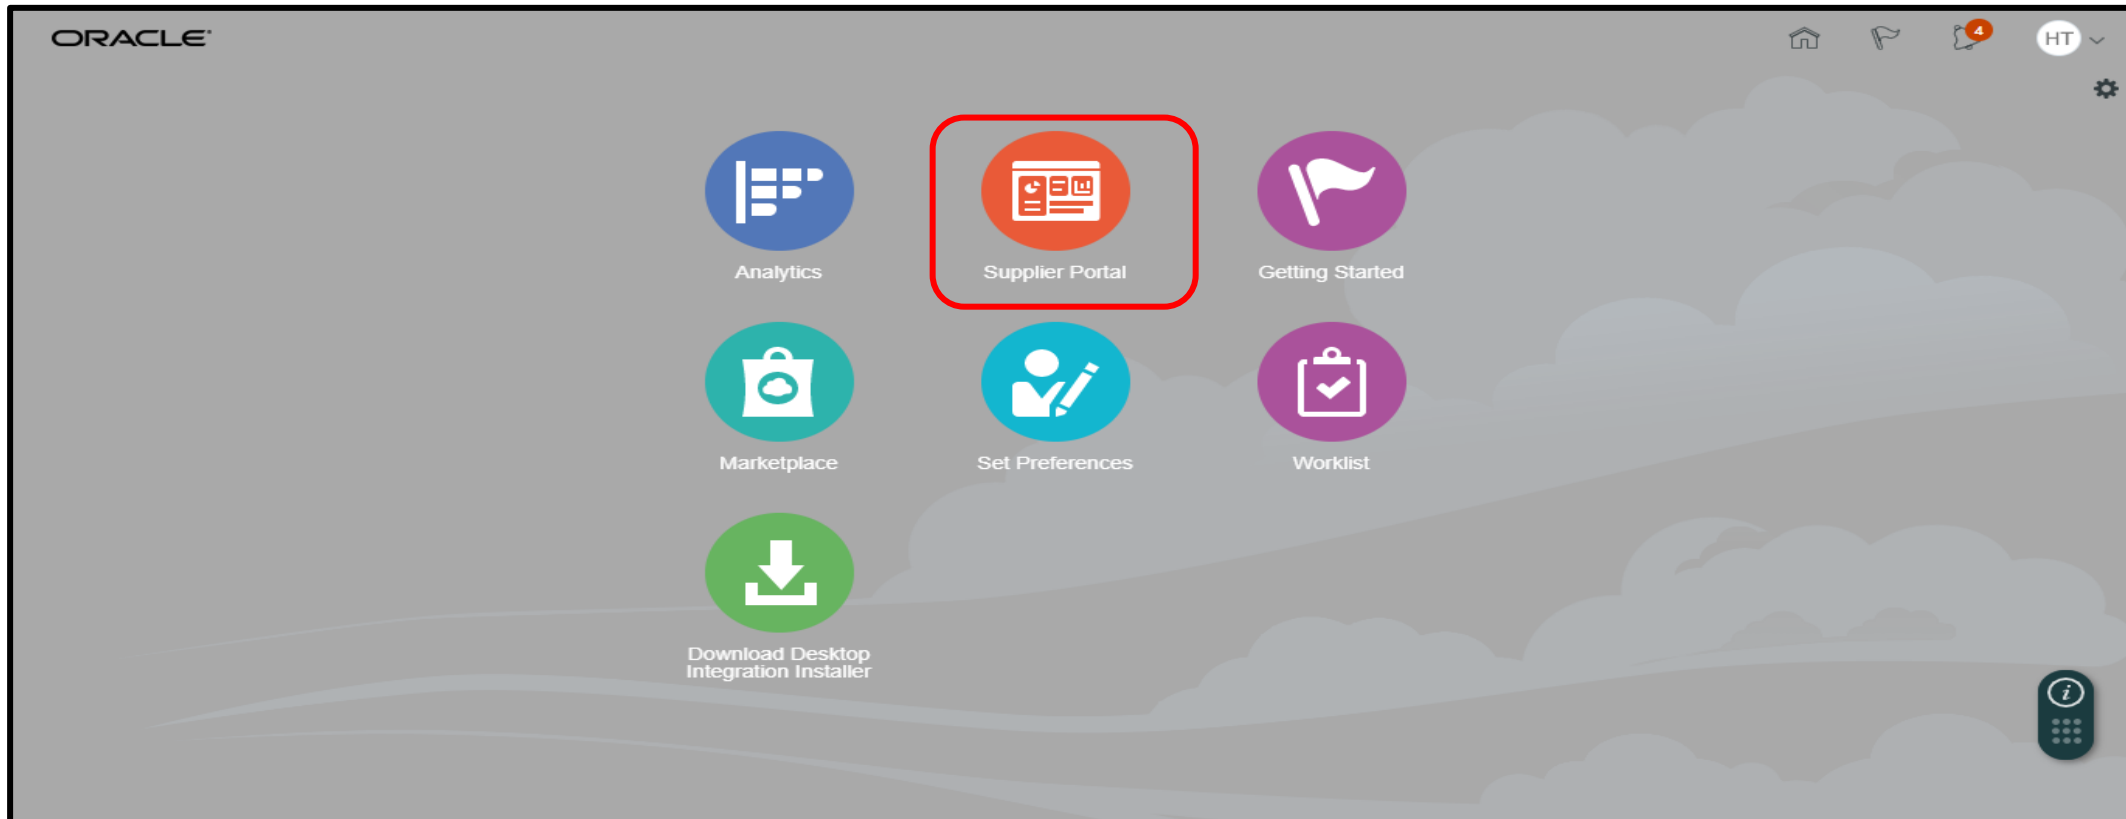 ORACLE
4
HT
Analytics
Supplier Portal
Getting Started
Marketplace
Set Preferences
Worklist
Download Desktop
Integration Installer
i